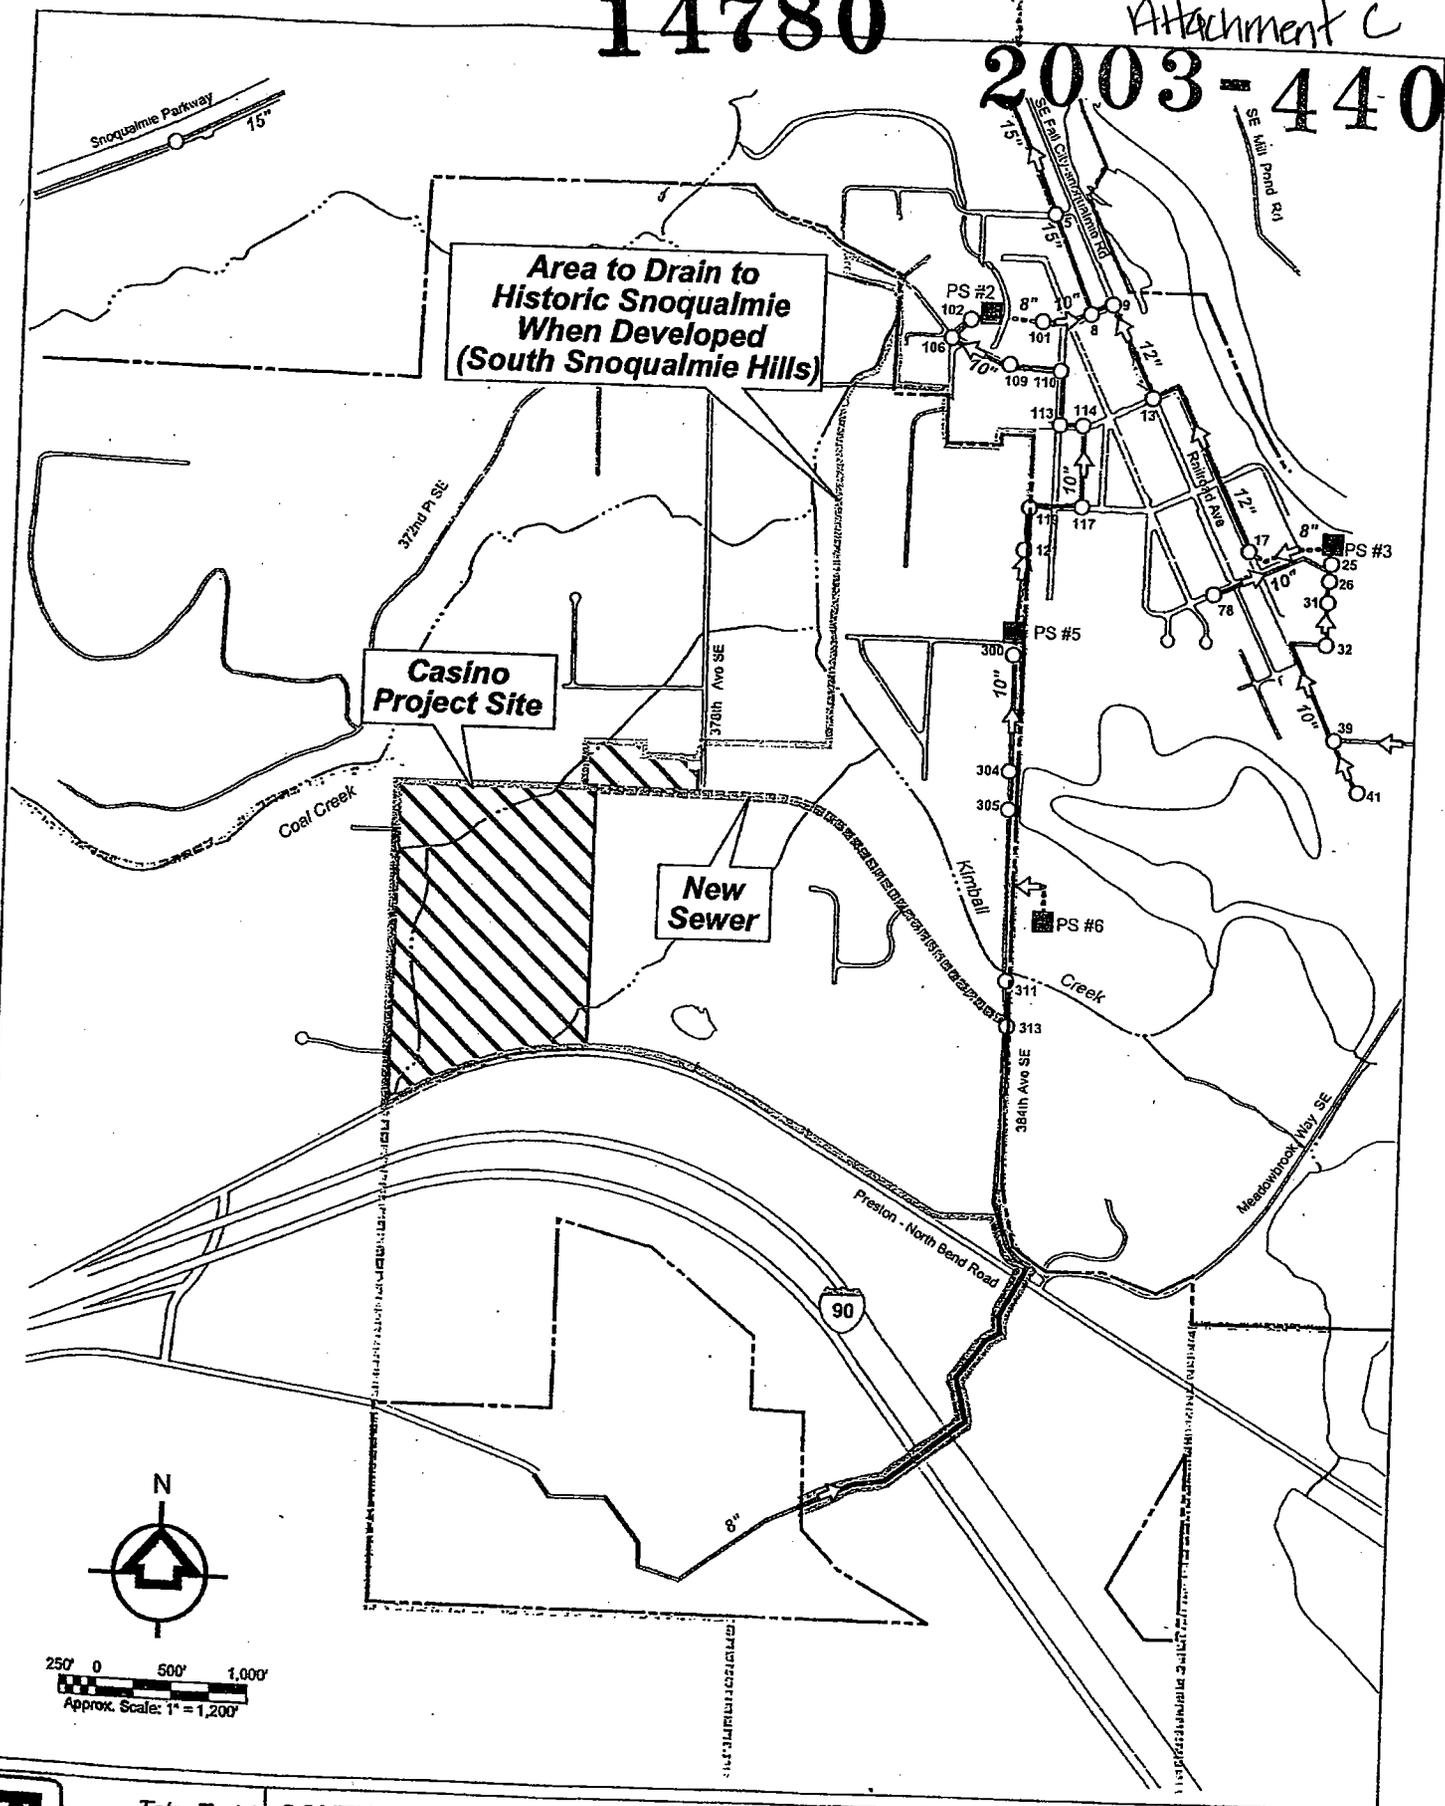 14780
Attachment C
2003-440
Snoqualmie Parkway
15"
15"
SE Fall City-Snoqualmie Rd
SE Mill Pond Rd
5
15"
Area to Drain to
Historic Snoqualmie
When Developed
(South Snoqualmie Hills)
PS #2
102
8"
10"
9
101
8
106
10"
109
110
12"
13
113
114
372nd Pl SE
10"
Railroad Ave
12"
119
117
17
8"
PS #3
25
26
10"
31
78
PS #5
32
300
Casino
Project Site
378th Ave SE
10"
10"
39
304
305
41
Coal Creek
New
Sewer
Kimball
PS #6
311
Creek
313
384th Ave SE
Meadowbrook Way SE
Preston - North Bend Road
90
N
8"
250' 0 500' 1,000'
Approx. Scale: 1" = 1,200'